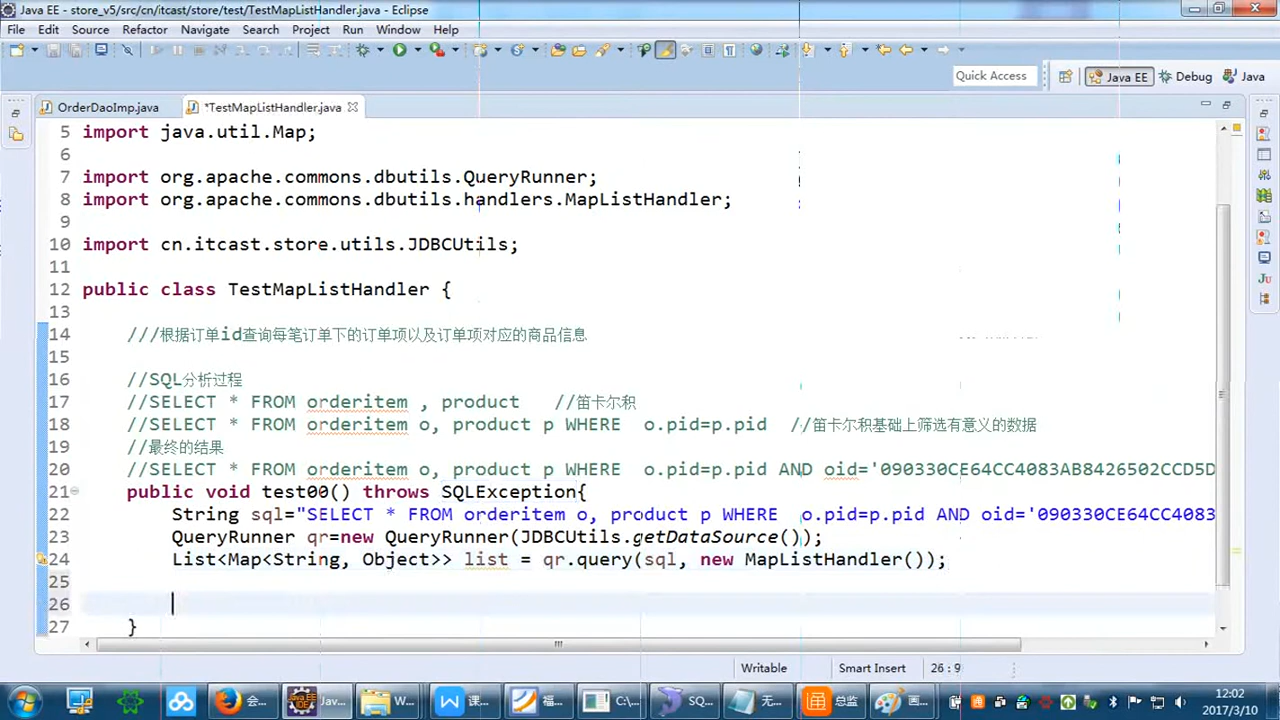 Java EE - store_v5/src/cn/itcast/store/test/TestMapListHandler.java - Eclipse
File Edit Source Refactor Navigate Search Project Run Window Help
Quick Access
Java EE
Debug
Java
OrderDaoImp.java
*TestMapListHandler.java
5 import java.util.Map;
6
7 import org.apache.commons.dbutils.QueryRunner;
8 import org.apache.commons.dbutils.handlers.MapListHandler;
9
10 import cn.itcast.store.utils.JDBCUtils;
11
12 public class TestMapListHandler {
13
14 ///根据订单id查询每笔订单下的订单项以及订单项对应的商品信息
15
16 //SQL分析过程
17 //SELECT * FROM orderitem , product //笛卡尔积
18 //SELECT * FROM orderitem o, product p WHERE o.pid=p.pid //笛卡尔积基础上筛选有意义的数据
19 //最终的结果
20 //SELECT * FROM orderitem o, product p WHERE o.pid=p.pid AND oid='090330CE64CC4083AB8426502CCD5D
21 public void test00() throws SQLException{
22 String sql="SELECT * FROM orderitem o, product p WHERE o.pid=p.pid AND oid='090330CE64CC4083
23 QueryRunner qr=new QueryRunner(JDBCUtils.getDataSource());
24 List<Map<String, Object>> list = qr.query(sql, new MapListHandler());
25
26
27 }
Writable
Smart Insert
26 : 9
会...
Jav...
W...
课...
福...
C:\...
SQ...
无...
总监
画...
12:02
2017/3/10